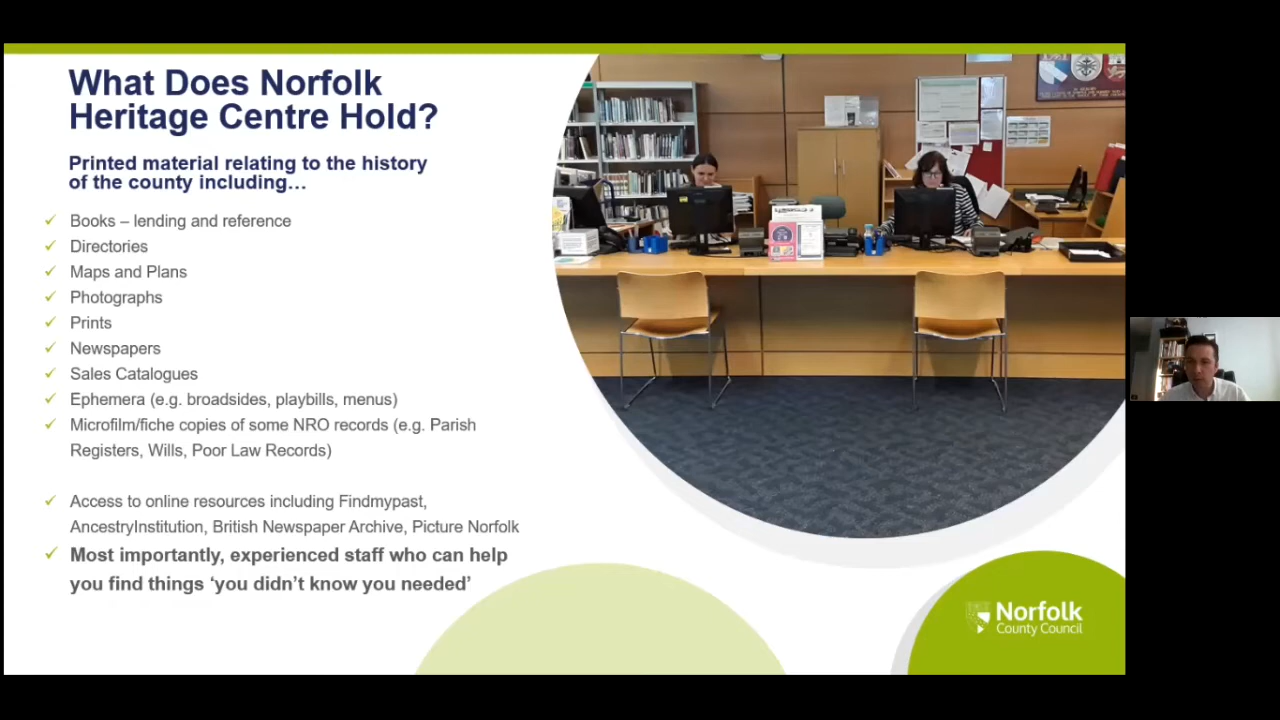 What Does Norfolk
Heritage Centre Hold?
Printed material relating to the history
of the county including…
Books – lending and reference
Directories
Maps and Plans
Photographs
Prints
Newspapers
Sales Catalogues
Ephemera (e.g. broadsides, playbills, menus)
Microfilm/fiche copies of some NRO records (e.g. Parish
Registers, Wills, Poor Law Records)
Access to online resources including Findmypast,
AncestryInstitution, British Newspaper Archive, Picture Norfolk
Most importantly, experienced staff who can help
you find things ‘you didn’t know you needed’
Norfolk
County Council